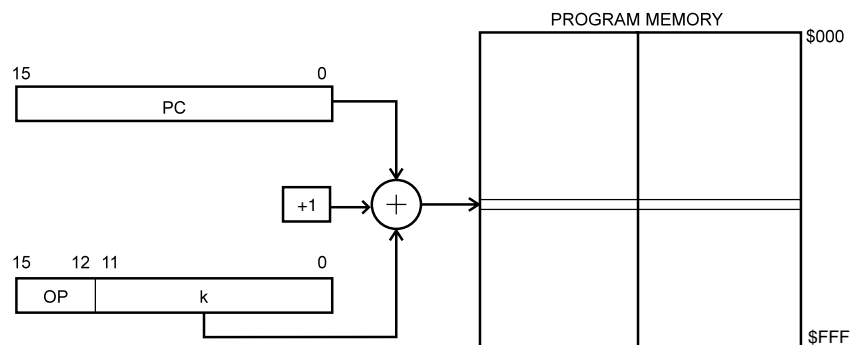 PROGRAM MEMORY
$000
15 0
PC
+1
+
15 12 11 0
OP k
$FFF